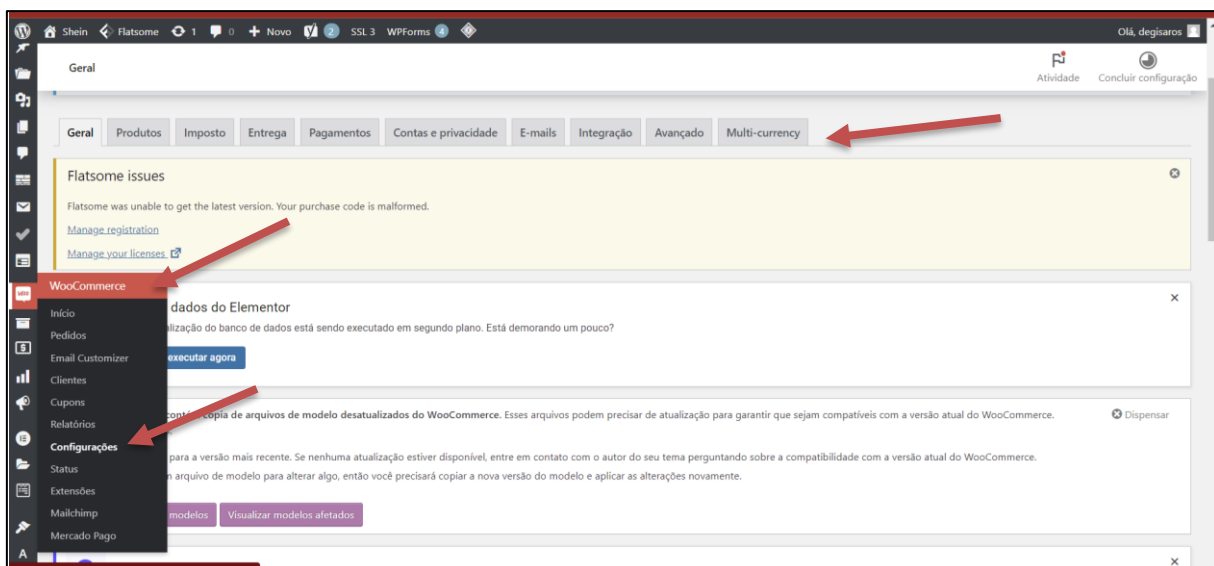 Shein Flatsome 1 0 + Novo 2 SSL 3 WPForms 4 Olá, degisaros
Geral
Atividade Concluir configuração
Geral Produtos Imposto Entrega Pagamentos Contas e privacidade E-mails Integração Avançado Multi-currency
Flatsome issues
Flatsome was unable to get the latest version. Your purchase code is malformed.
Manage registration
Manage your licenses
WooCommerce
Início
Pedidos
Email Customizer
Clientes
Cupons
Relatórios
Configurações
Status
Extensões
Mailchimp
Mercado Pago
dados do Elementor
do banco de dados está sendo executado em segundo plano. Está demorando um pouco?
executar agora
cópia de arquivos de modelo desatualizados do WooCommerce. Esses arquivos podem precisar de atualização para garantir que sejam compatíveis com a versão atual do WooCommerce.
Dispensar
para a versão mais recente. Se nenhuma atualização estiver disponível, entre em contato com o autor do seu tema perguntando sobre a compatibilidade com a versão atual do WooCommerce.
arquivo de modelo para alterar algo, então você precisará copiar a nova versão do modelo e aplicar as alterações novamente.
modelos Visualizar modelos afetados